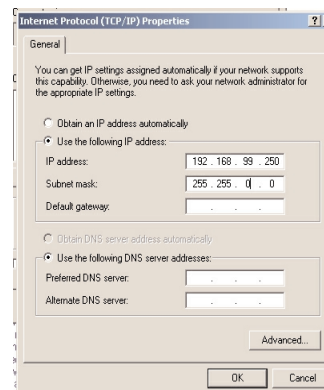 Internet Protocol (TCP/IP) Properties
?
General
You can get IP settings assigned automatically if your network supports
this capability. Otherwise, you need to ask your network administrator for
the appropriate IP settings.
Obtain an IP address automatically
Use the following IP address:
IP address: 192 . 168 . 99 . 250
Subnet mask: 255 . 255 . 0 . 0
Default gateway: . . .
Obtain DNS server address automatically
Use the following DNS server addresses:
Preferred DNS server: . . .
Alternate DNS server: . . .
Advanced...
OK Cancel